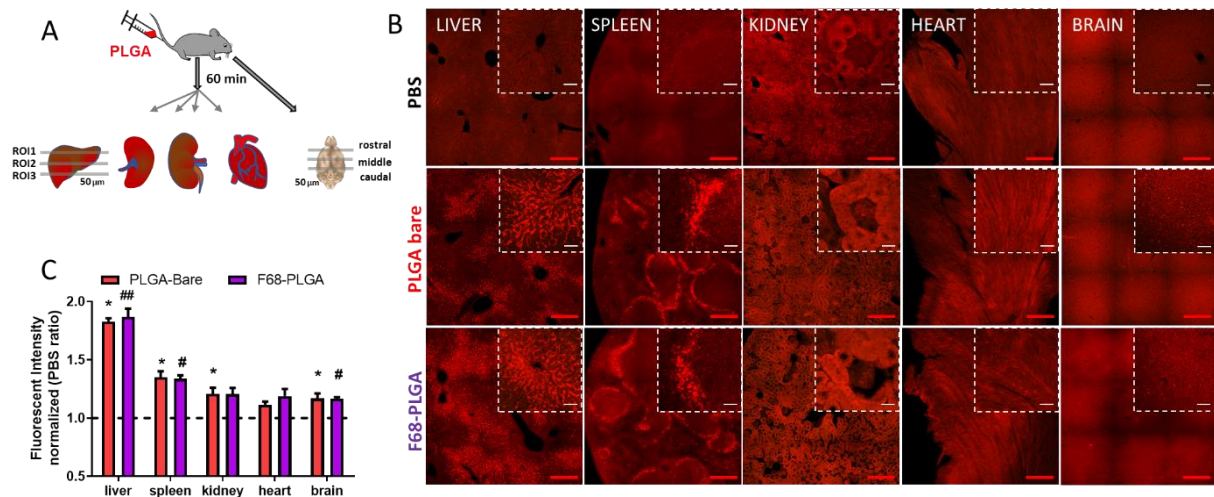 A
PLGA
60 min
ROI1
ROI2
ROI3
50 µm
rostral
middle
caudal
50 µm
B
LIVER
SPLEEN
KIDNEY
HEART
BRAIN
PBS
PLGA bare
F68-PLGA
C
PLGA-Bare
F68-PLGA
Fluorescent Intensity
normalized (PBS ratio)
2.0
1.5
1.0
0.5
*
##
*
#
*
*
#
liver
spleen
kidney
heart
brain